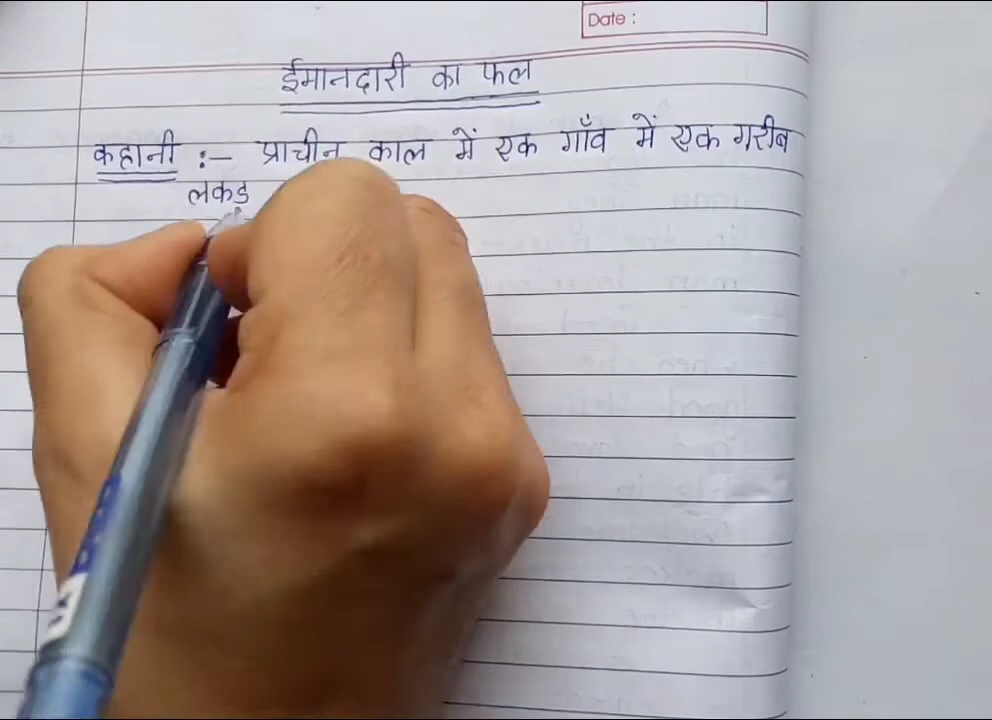 Date :
ईमानदारी का फल
कहानी :- प्राचीन काल में एक गाँव में एक गरीब
लकड